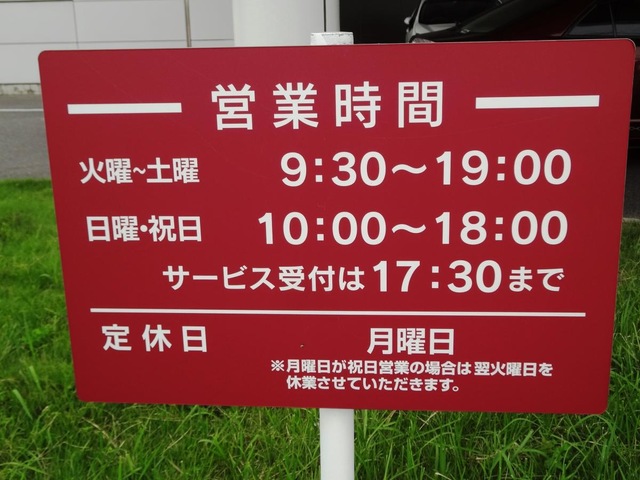 営業時間
火曜~土曜 9:30～19:00
日曜・祝日 10:00～18:00
サービス受付は17:30まで
定休日 月曜日
※月曜日が祝日営業の場合は翌火曜日を
休業させていただきます。